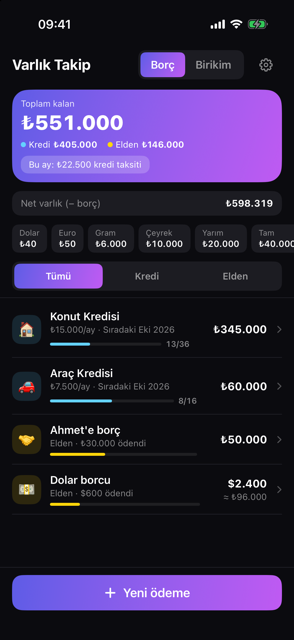 09:41
Varlık Takip
Borç
Birikim
Toplam kalan
₺551.000
Kredi ₺405.000 Elden ₺146.000
Bu ay: ₺22.500 kredi taksiti
Net varlık (− borç) ₺598.319
Dolar Euro Gram Çeyrek Yarım Tam
₺40 ₺50 ₺6.000 ₺10.000 ₺20.000 ₺40.000
Tümü Kredi Elden
Konut Kredisi
₺15.000/ay · Sıradaki Eki 2026
₺345.000
13/36
Araç Kredisi
₺7.500/ay · Sıradaki Eki 2026
₺60.000
8/16
Ahmet'e borç
Elden · ₺30.000 ödendi
₺50.000
Dolar borcu
Elden · $600 ödendi
$2.400
≈ ₺96.000
+ Yeni ödeme